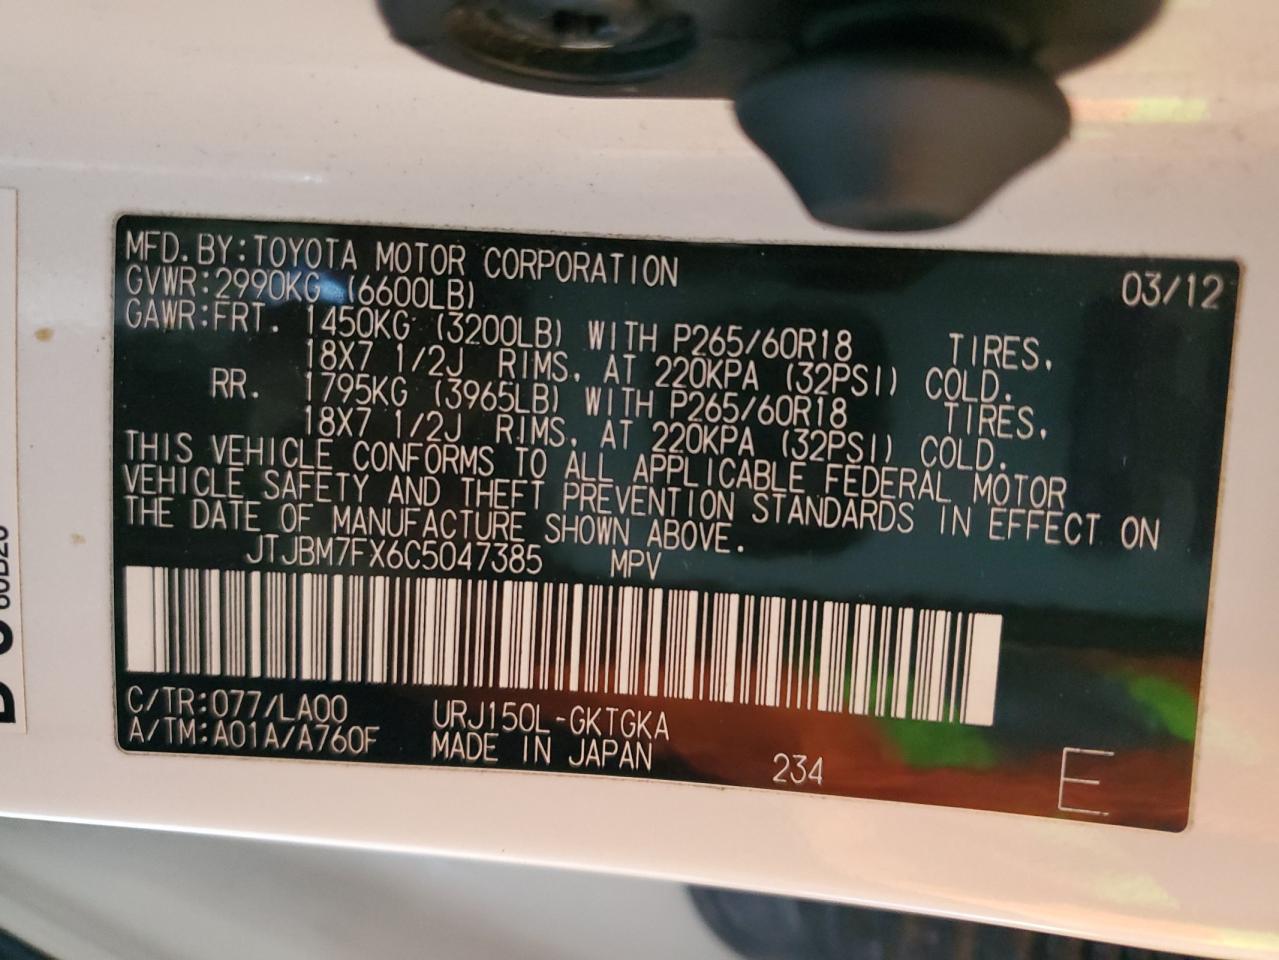 MFD.BY:TOYOTA MOTOR CORPORATION 03/12
GVWR:2990KG (6600LB)
GAWR:FRT. 1450KG (3200LB) WITH P265/60R18 TIRES,
18X7 1/2J RIMS, AT 220KPA (32PSI) COLD.
RR. 1795KG (3965LB) WITH P265/60R18 TIRES,
18X7 1/2J RIMS, AT 220KPA (32PSI) COLD.
THIS VEHICLE CONFORMS TO ALL APPLICABLE FEDERAL MOTOR
VEHICLE SAFETY AND THEFT PREVENTION STANDARDS IN EFFECT ON
THE DATE OF MANUFACTURE SHOWN ABOVE.
JTJBM7FX6C5047385 MPV
C/TR:077/LA00 URJ150L-GKTGKA
A/TM:A01A/A760F MADE IN JAPAN 234 E